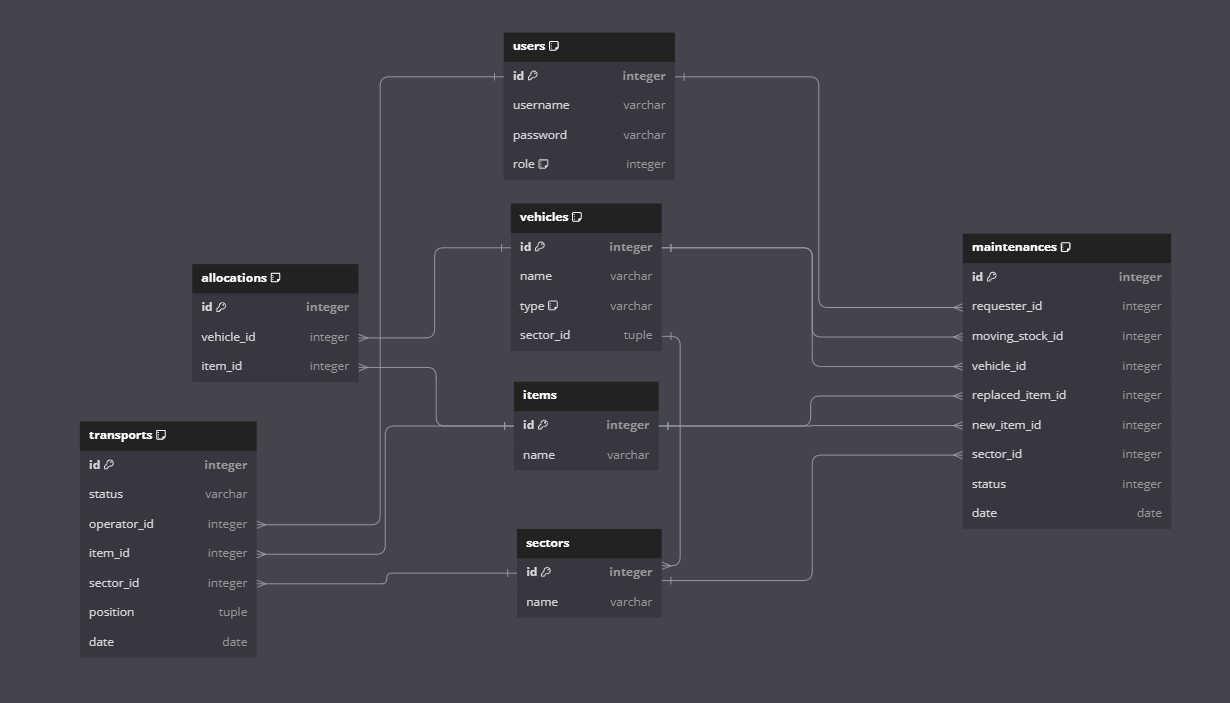 users
id integer
username varchar
password varchar
role integer
vehicles
id integer
name varchar
type varchar
sector_id tuple
maintenances
id integer
requester_id integer
moving_stock_id integer
vehicle_id integer
replaced_item_id integer
new_item_id integer
sector_id integer
status integer
date date
allocations
id integer
vehicle_id integer
item_id integer
items
id integer
name varchar
transports
id integer
status varchar
operator_id integer
item_id integer
sector_id integer
position tuple
date date
sectors
id integer
name varchar